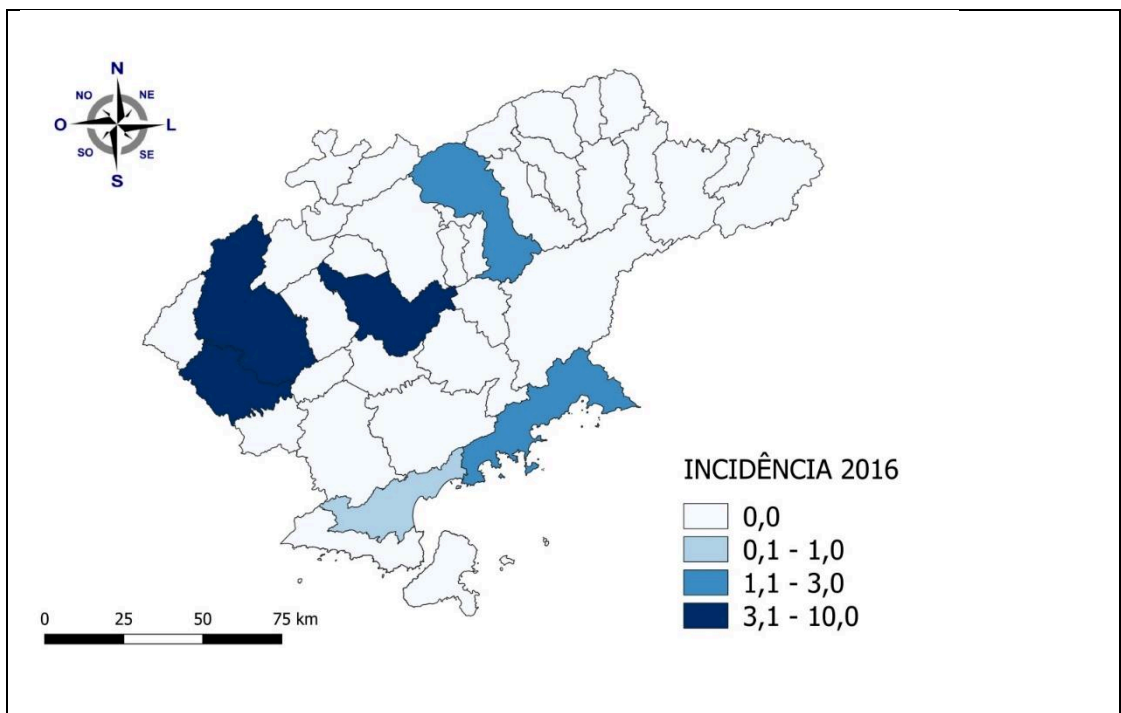 N
NO NE
O L
SO SE
S
INCIDÊNCIA 2016
0,0
0,1 - 1,0
1,1 - 3,0
3,1 - 10,0
0 25 50 75 km